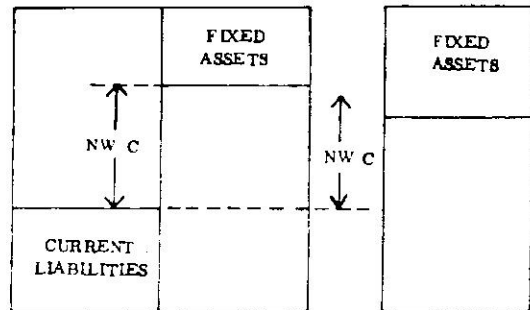 FIXED
ASSETS
FIXED
ASSETS
NW C
NW C
CURRENT
LIABILITIES